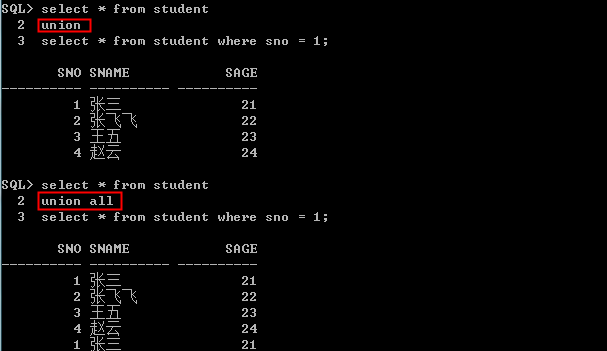 SQL> select * from student
2 union
3 select * from student where sno = 1;
SNO SNAME SAGE
---------- ---------- ----------
1 张三 21
2 张飞飞 22
3 王五 23
4 赵云 24
SQL> select * from student
2 union all
3 select * from student where sno = 1;
SNO SNAME SAGE
---------- ---------- ----------
1 张三 21
2 张飞飞 22
3 王五 23
4 赵云 24
1 张三 21